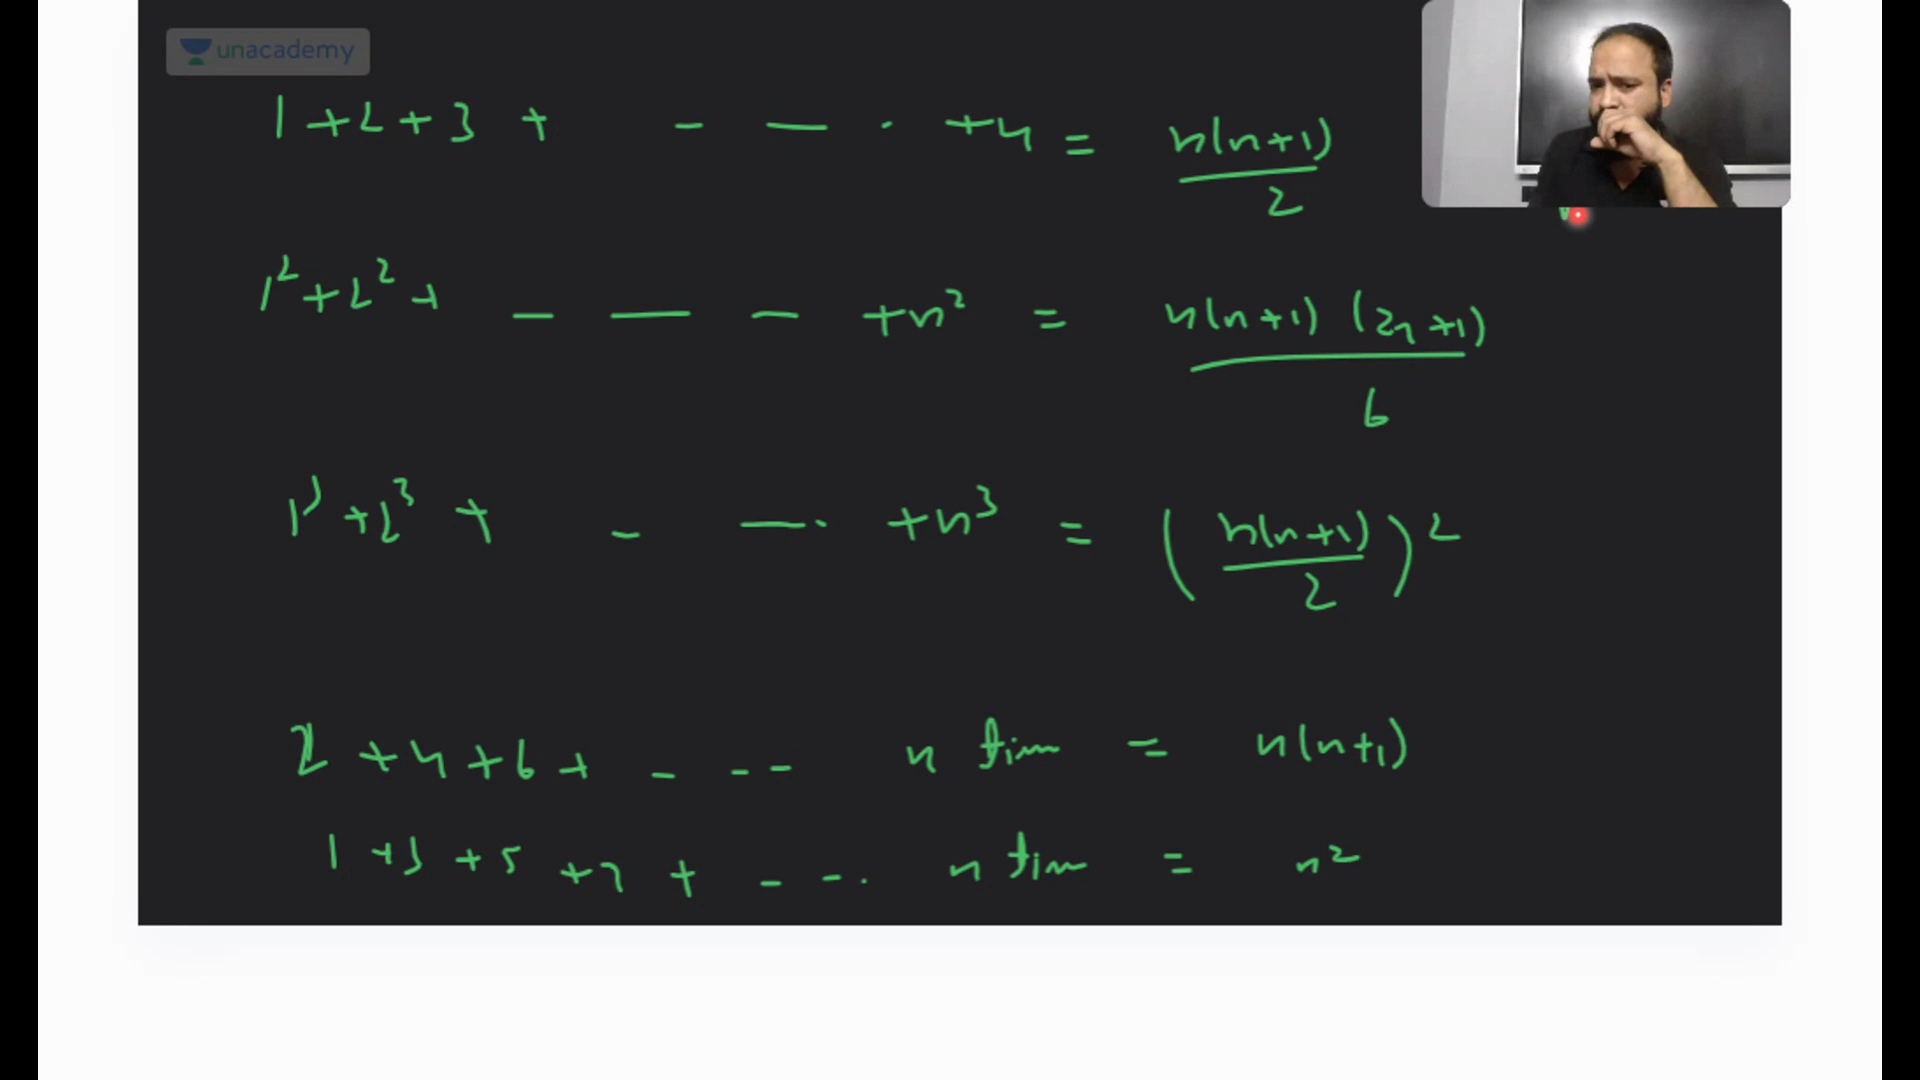 unacademy
1+2+3+ - — . +n = n(n+1)/2
1²+2²+ - — - +n² = n(n+1)(2n+1)/6
1³+2³+ - —. +n³ = (n(n+1)/2)²
2+4+6+ - -- n tim = n(n+1)
1+3+5+7+ - -. n tim = n²